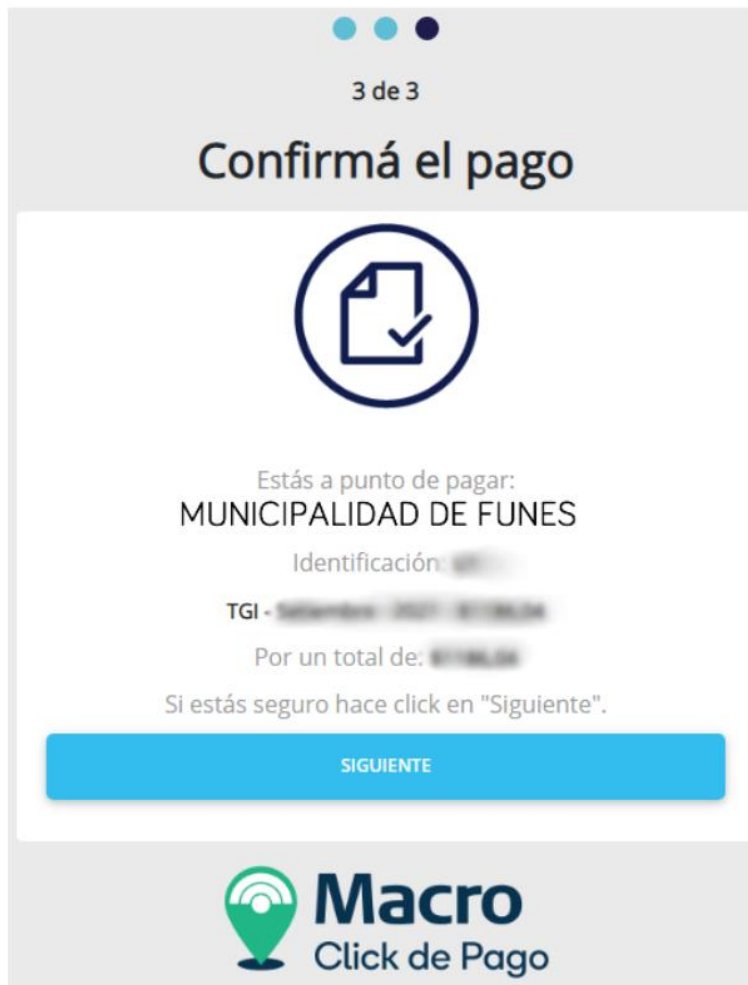 3 de 3
Confirmá el pago
Estás a punto de pagar:
MUNICIPALIDAD DE FUNES
Identificación:
TGI -
Por un total de:
Si estás seguro hace click en "Siguiente".
SIGUIENTE
Macro
Click de Pago